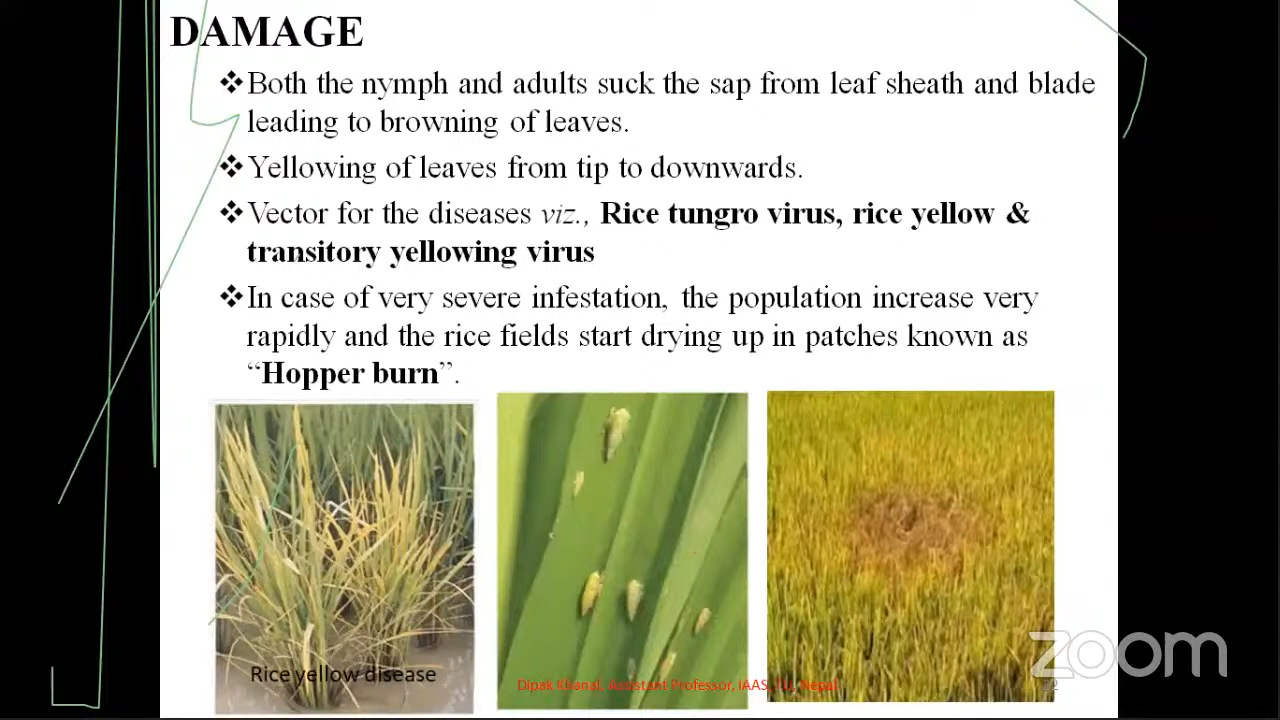 DAMAGE
❖Both the nymph and adults suck the sap from leaf sheath and blade
leading to browning of leaves.
❖Yellowing of leaves from tip to downwards.
❖Vector for the diseases viz., Rice tungro virus, rice yellow &
transitory yellowing virus
❖In case of very severe infestation, the population increase very
rapidly and the rice fields start drying up in patches known as
“Hopper burn”.
Rice yellow disease
Dipak Khanal, Assistant Professor, IAAS, TU, Nepal
zoom